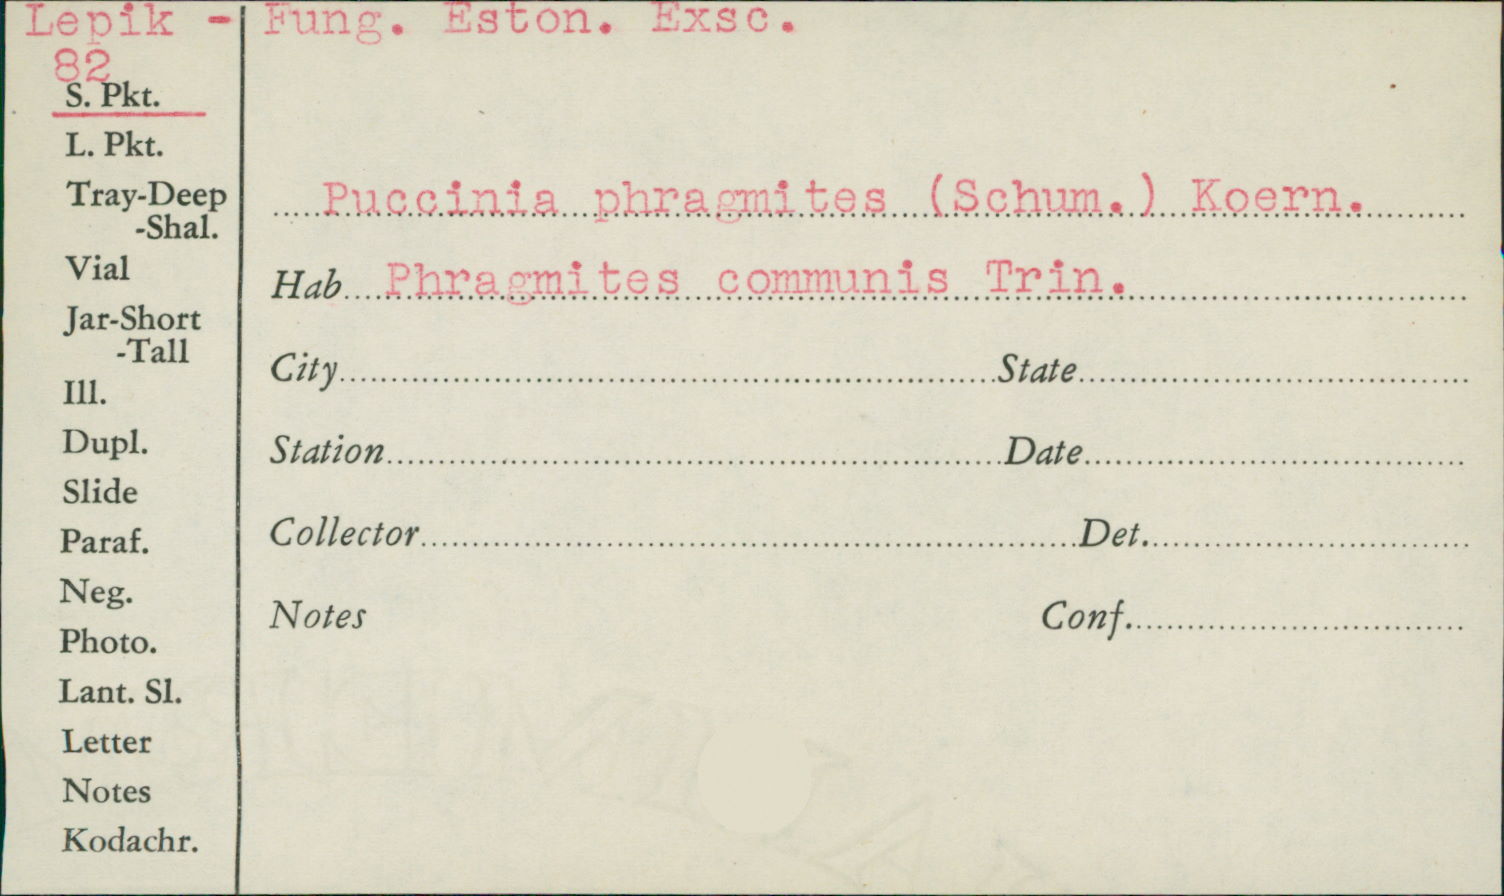 Lepik - Fung. Eston. Exsc.
82
S. Pkt.
L. Pkt.
Tray-Deep
-Shal.
Vial
Jar-Short
-Tall
Ill.
Dupl.
Slide
Paraf.
Neg.
Photo.
Lant. Sl.
Letter
Notes
Kodachr.
Puccinia phragmites (Schum.) Koern.
Hab Phragmites communis Trin.
City State
Station Date
Collector Det.
Notes Conf.